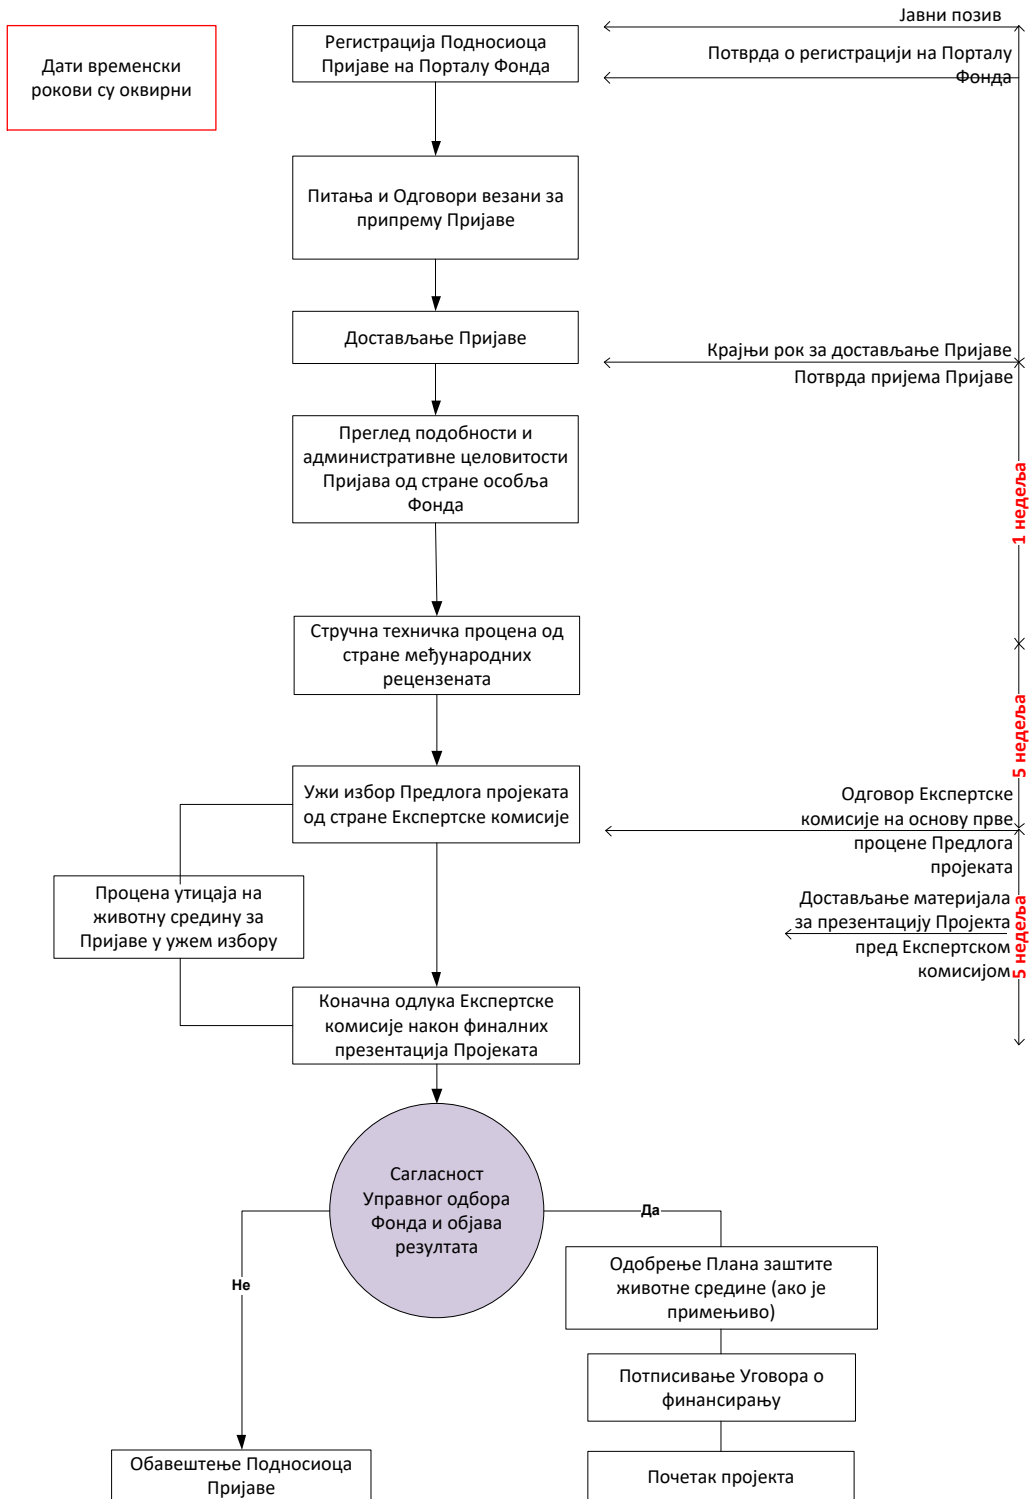 Јавни позив
Дати временски
рокови су оквирни
Регистрација Подносиоца
Пријаве на Порталу Фонда
Потврда о регистрацији на Порталу
Фонда
Питања и Одговори везани за
припрему Пријаве
Достављање Пријаве
Крајњи рок за достављање Пријаве
Потврда пријема Пријаве
Преглед подобности и
административне целовитости
Пријава од стране особља
Фонда
1 недеља
Стручна техничка процена од
стране међународних
рецензената
5 недеља
Ужи избор Предлога пројеката
од стране Експертске комисије
Одговор Експертске
комисије на основу прве
процене Предлога
пројеката
Процена утицаја на
животну средину за
Пријаве у ужем избору
Достављање материјала
за презентацију Пројекта
пред Експертском
комисијом
5 недеља
Коначна одлука Експертске
комисије након финалних
презентација Пројеката
Сагласност
Управног одбора
Фонда и објава
резултата
Да
Не
Одобрење Плана заштите
животне средине (ако је
примењиво)
Потписивање Уговора о
финансирању
Обавештење Подносиоца
Пријаве
Почетак пројекта